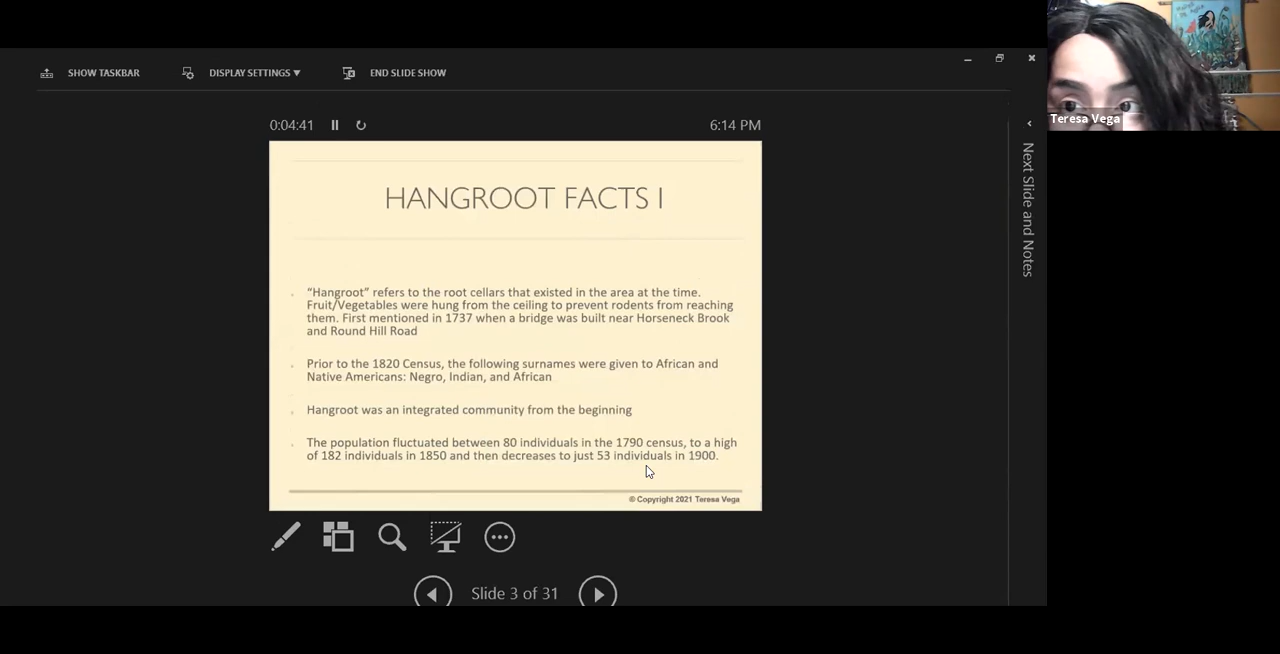 SHOW TASKBAR
DISPLAY SETTINGS ▼
END SLIDE SHOW
Teresa Vega
0:04:41
6:14 PM
Next Slide and Notes
HANGROOT FACTS I
“Hangroot” refers to the root cellars that existed in the area at the time.
Fruit/Vegetables were hung from the ceiling to prevent rodents from reaching
them. First mentioned in 1737 when a bridge was built near Horseneck Brook
and Round Hill Road
Prior to the 1820 Census, the following surnames were given to African and
Native Americans: Negro, Indian, and African
Hangroot was an integrated community from the beginning
The population fluctuated between 80 individuals in the 1790 census, to a high
of 182 individuals in 1850 and then decreases to just 53 individuals in 1900.
© Copyright 2021 Teresa Vega
Slide 3 of 31